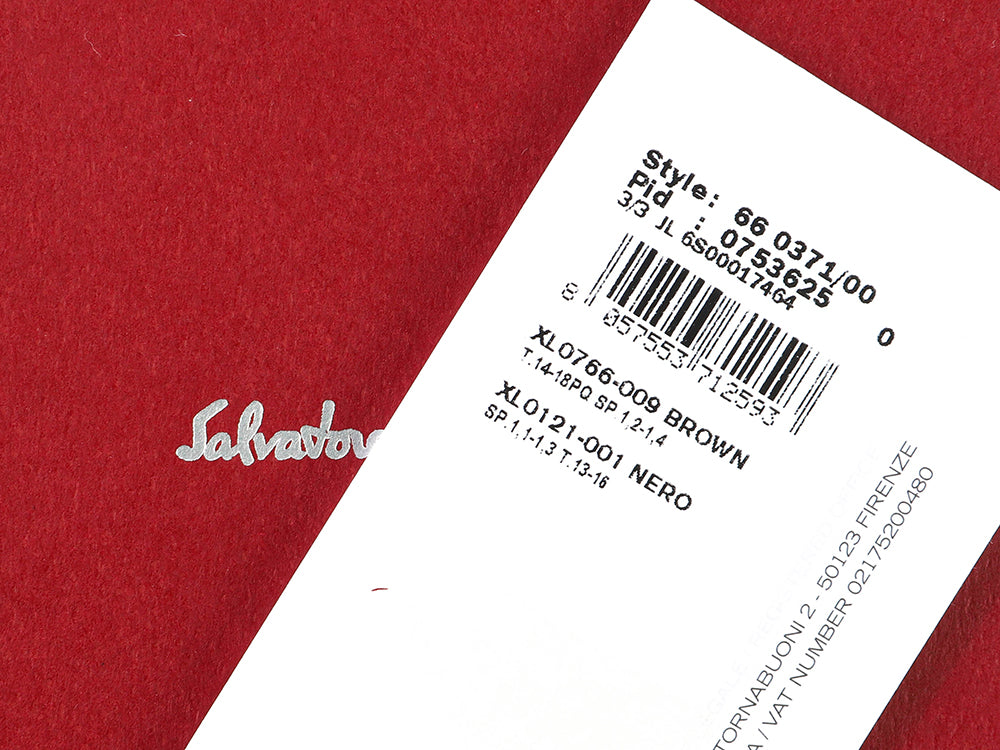 Salvatore
Style: 66 0371/00
Pid : 0753625 0
3/3 JL 6S00017464
8 057553 712593
XL0766-009 BROWN
T.14-18PQ SP.1,2-1,4
XL0121-001 NERO
SP.1,1-1,3 T.13-16
TORNABUONI 2 - 50123 FIRENZE
A / VAT NUMBER 02175200480